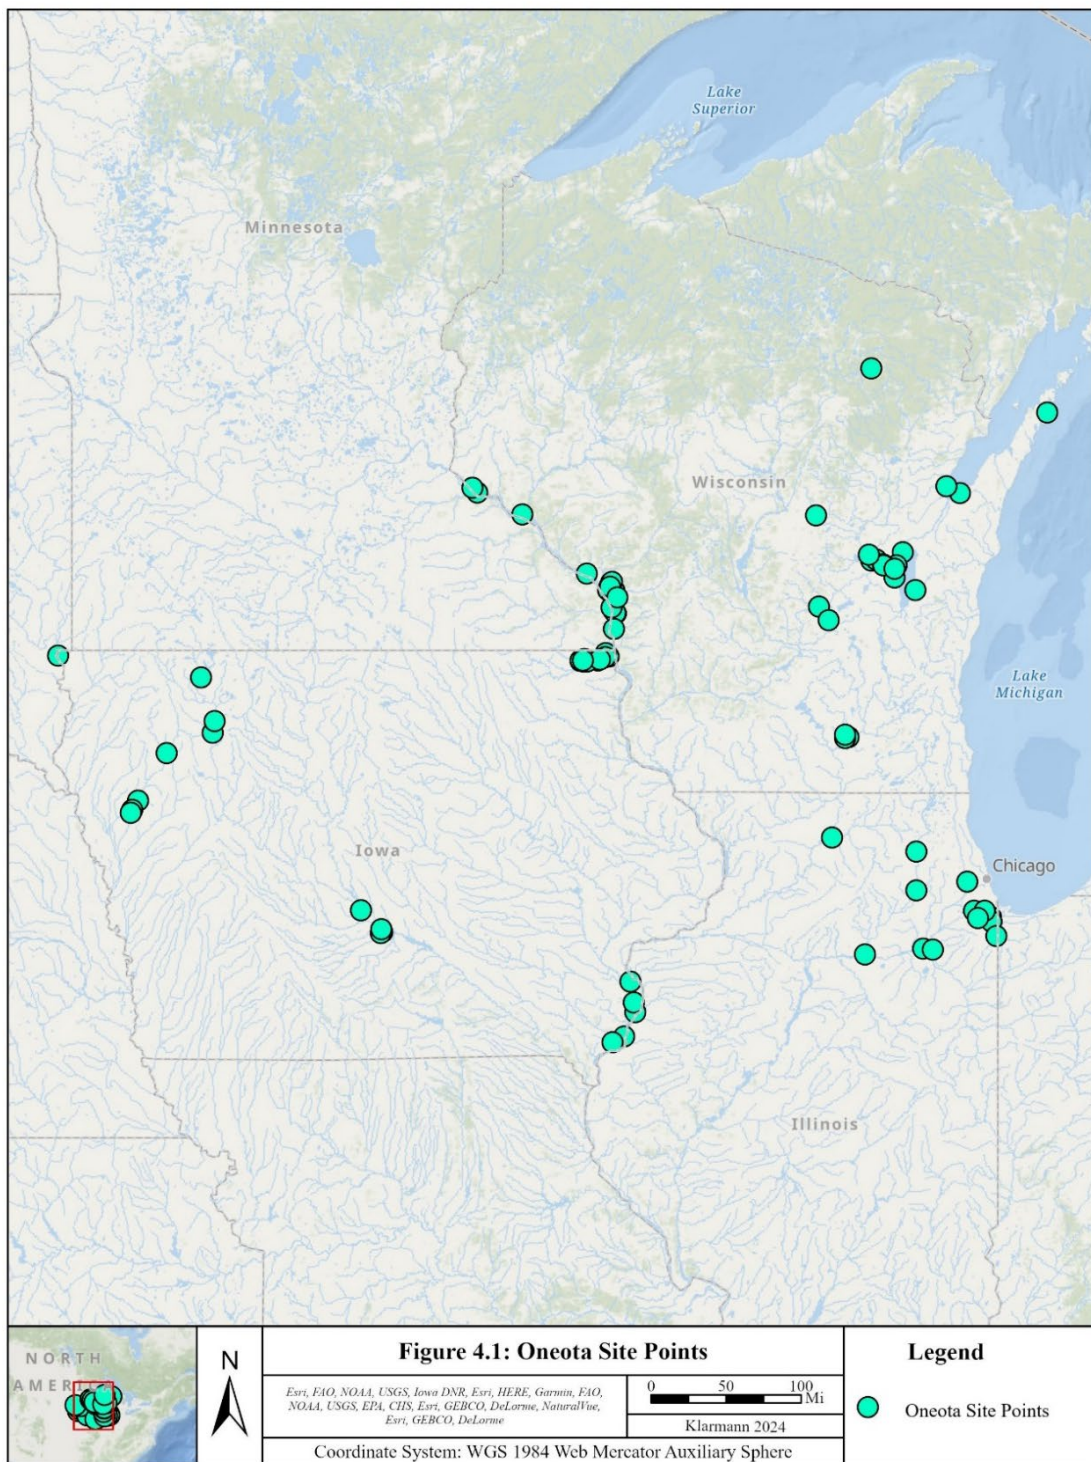 Lake
Superior
Minnesota
Wisconsin
Lake
Michigan
Iowa
Chicago
Illinois
NORTH
AMERICA
N
Figure 4.1: Oneota Site Points
Esri, FAO, NOAA, USGS, Iowa DNR, Esri, HERE, Garmin, FAO,
NOAA, USGS, EPA, CHS, Esri, GEBCO, DeLorme, NaturalVue,
Esri, GEBCO, DeLorme
0 50 100
Mi
Klarmann 2024
Coordinate System: WGS 1984 Web Mercator Auxiliary Sphere
Legend
Oneota Site Points